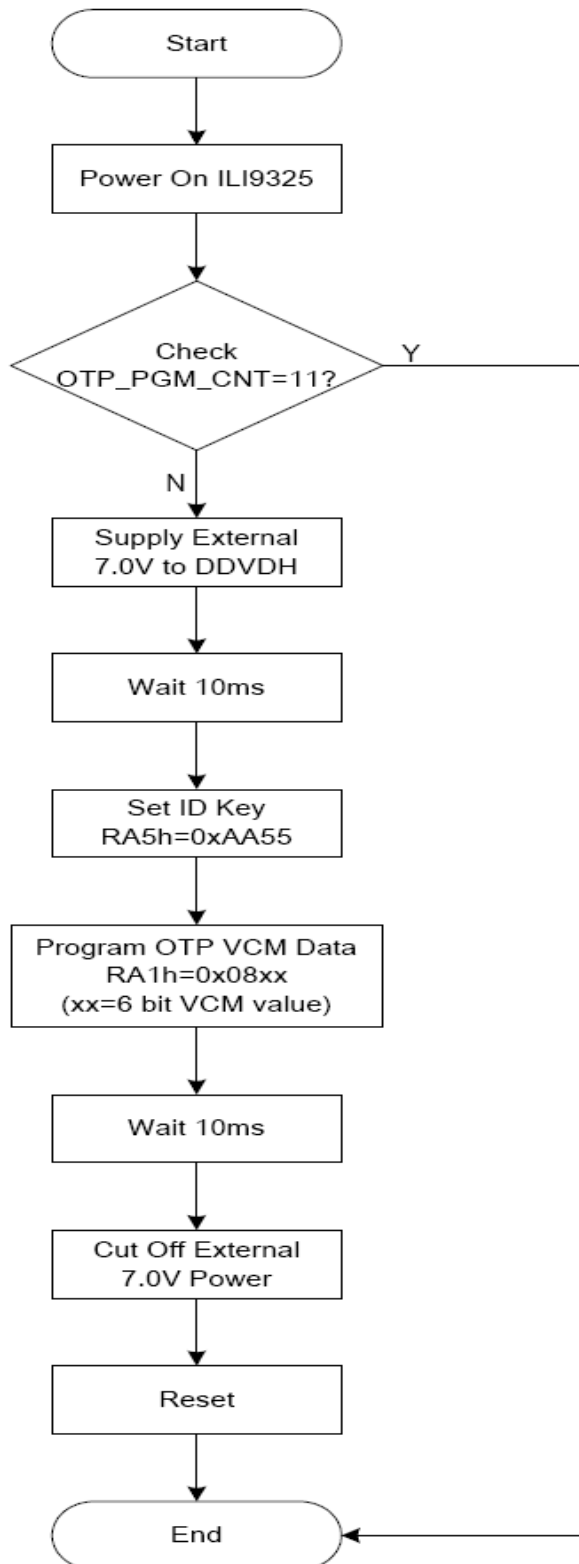 Start
Power On ILI9325
Check
OTP_PGM_CNT=11?
Y
N
Supply External
7.0V to DDVDH
Wait 10ms
Set ID Key
RA5h=0xAA55
Program OTP VCM Data
RA1h=0x08xx
(xx=6 bit VCM value)
Wait 10ms
Cut Off External
7.0V Power
Reset
End